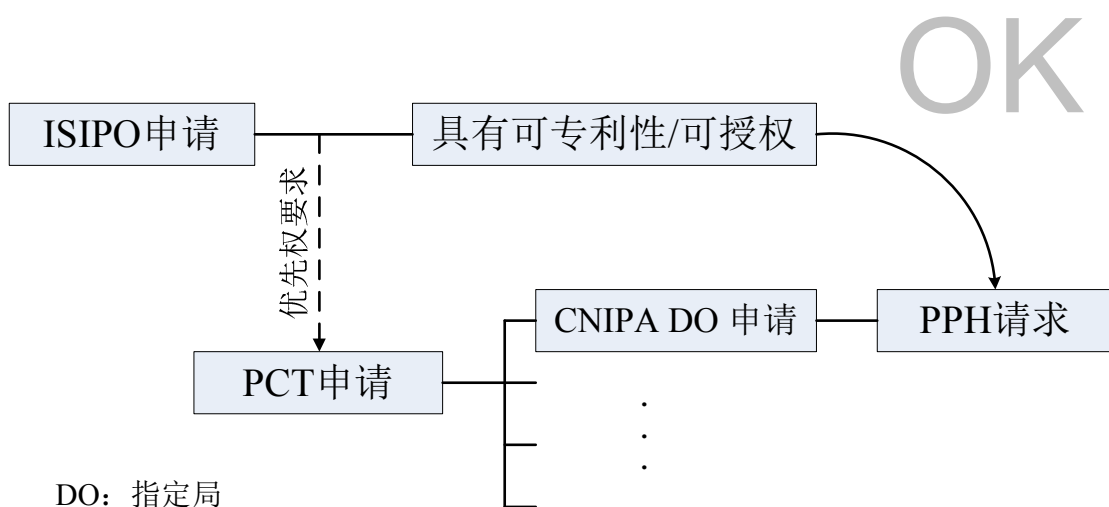 OK
ISIPO申请
具有可专利性/可授权
优先权要求
CNIPA DO 申请
PPH请求
PCT申请
DO：指定局